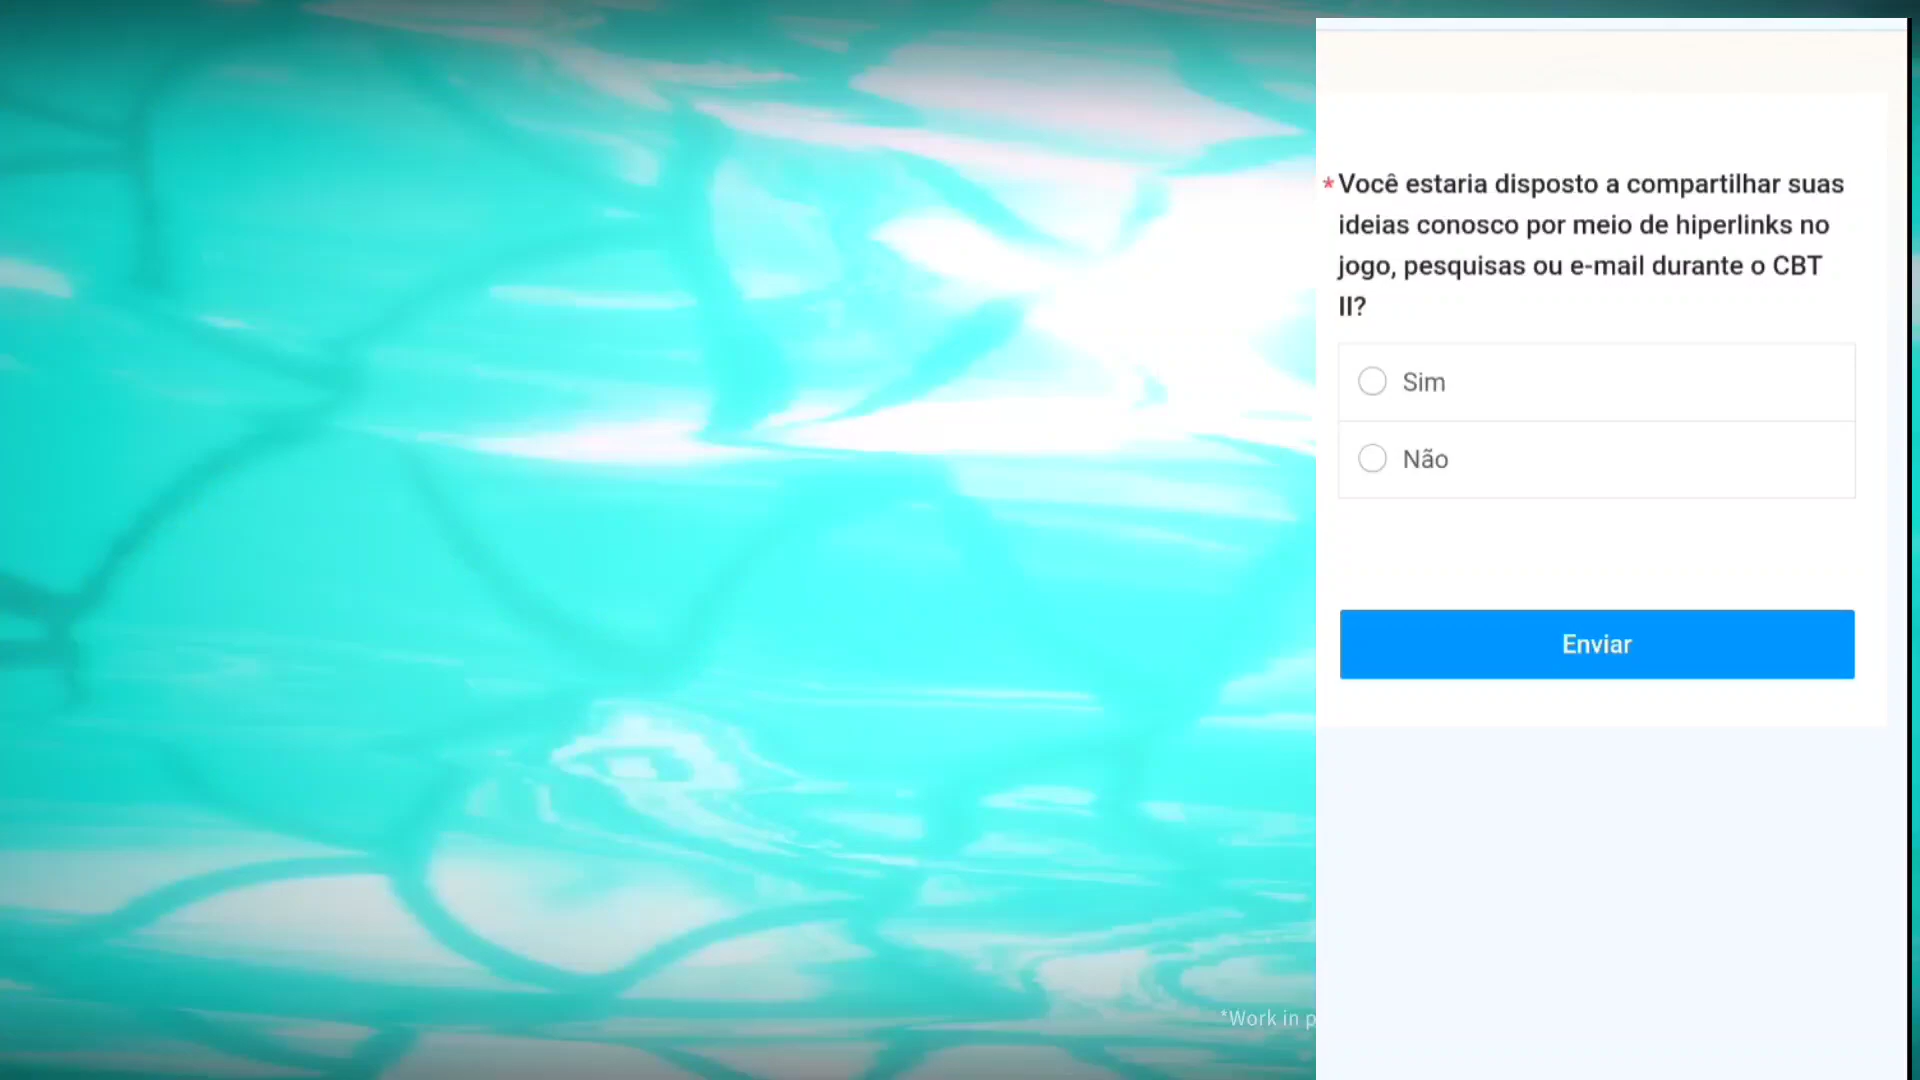 *Você estaria disposto a compartilhar suas
ideias conosco por meio de hiperlinks no
jogo, pesquisas ou e-mail durante o CBT
II?
Sim
Não
Enviar
*Work in